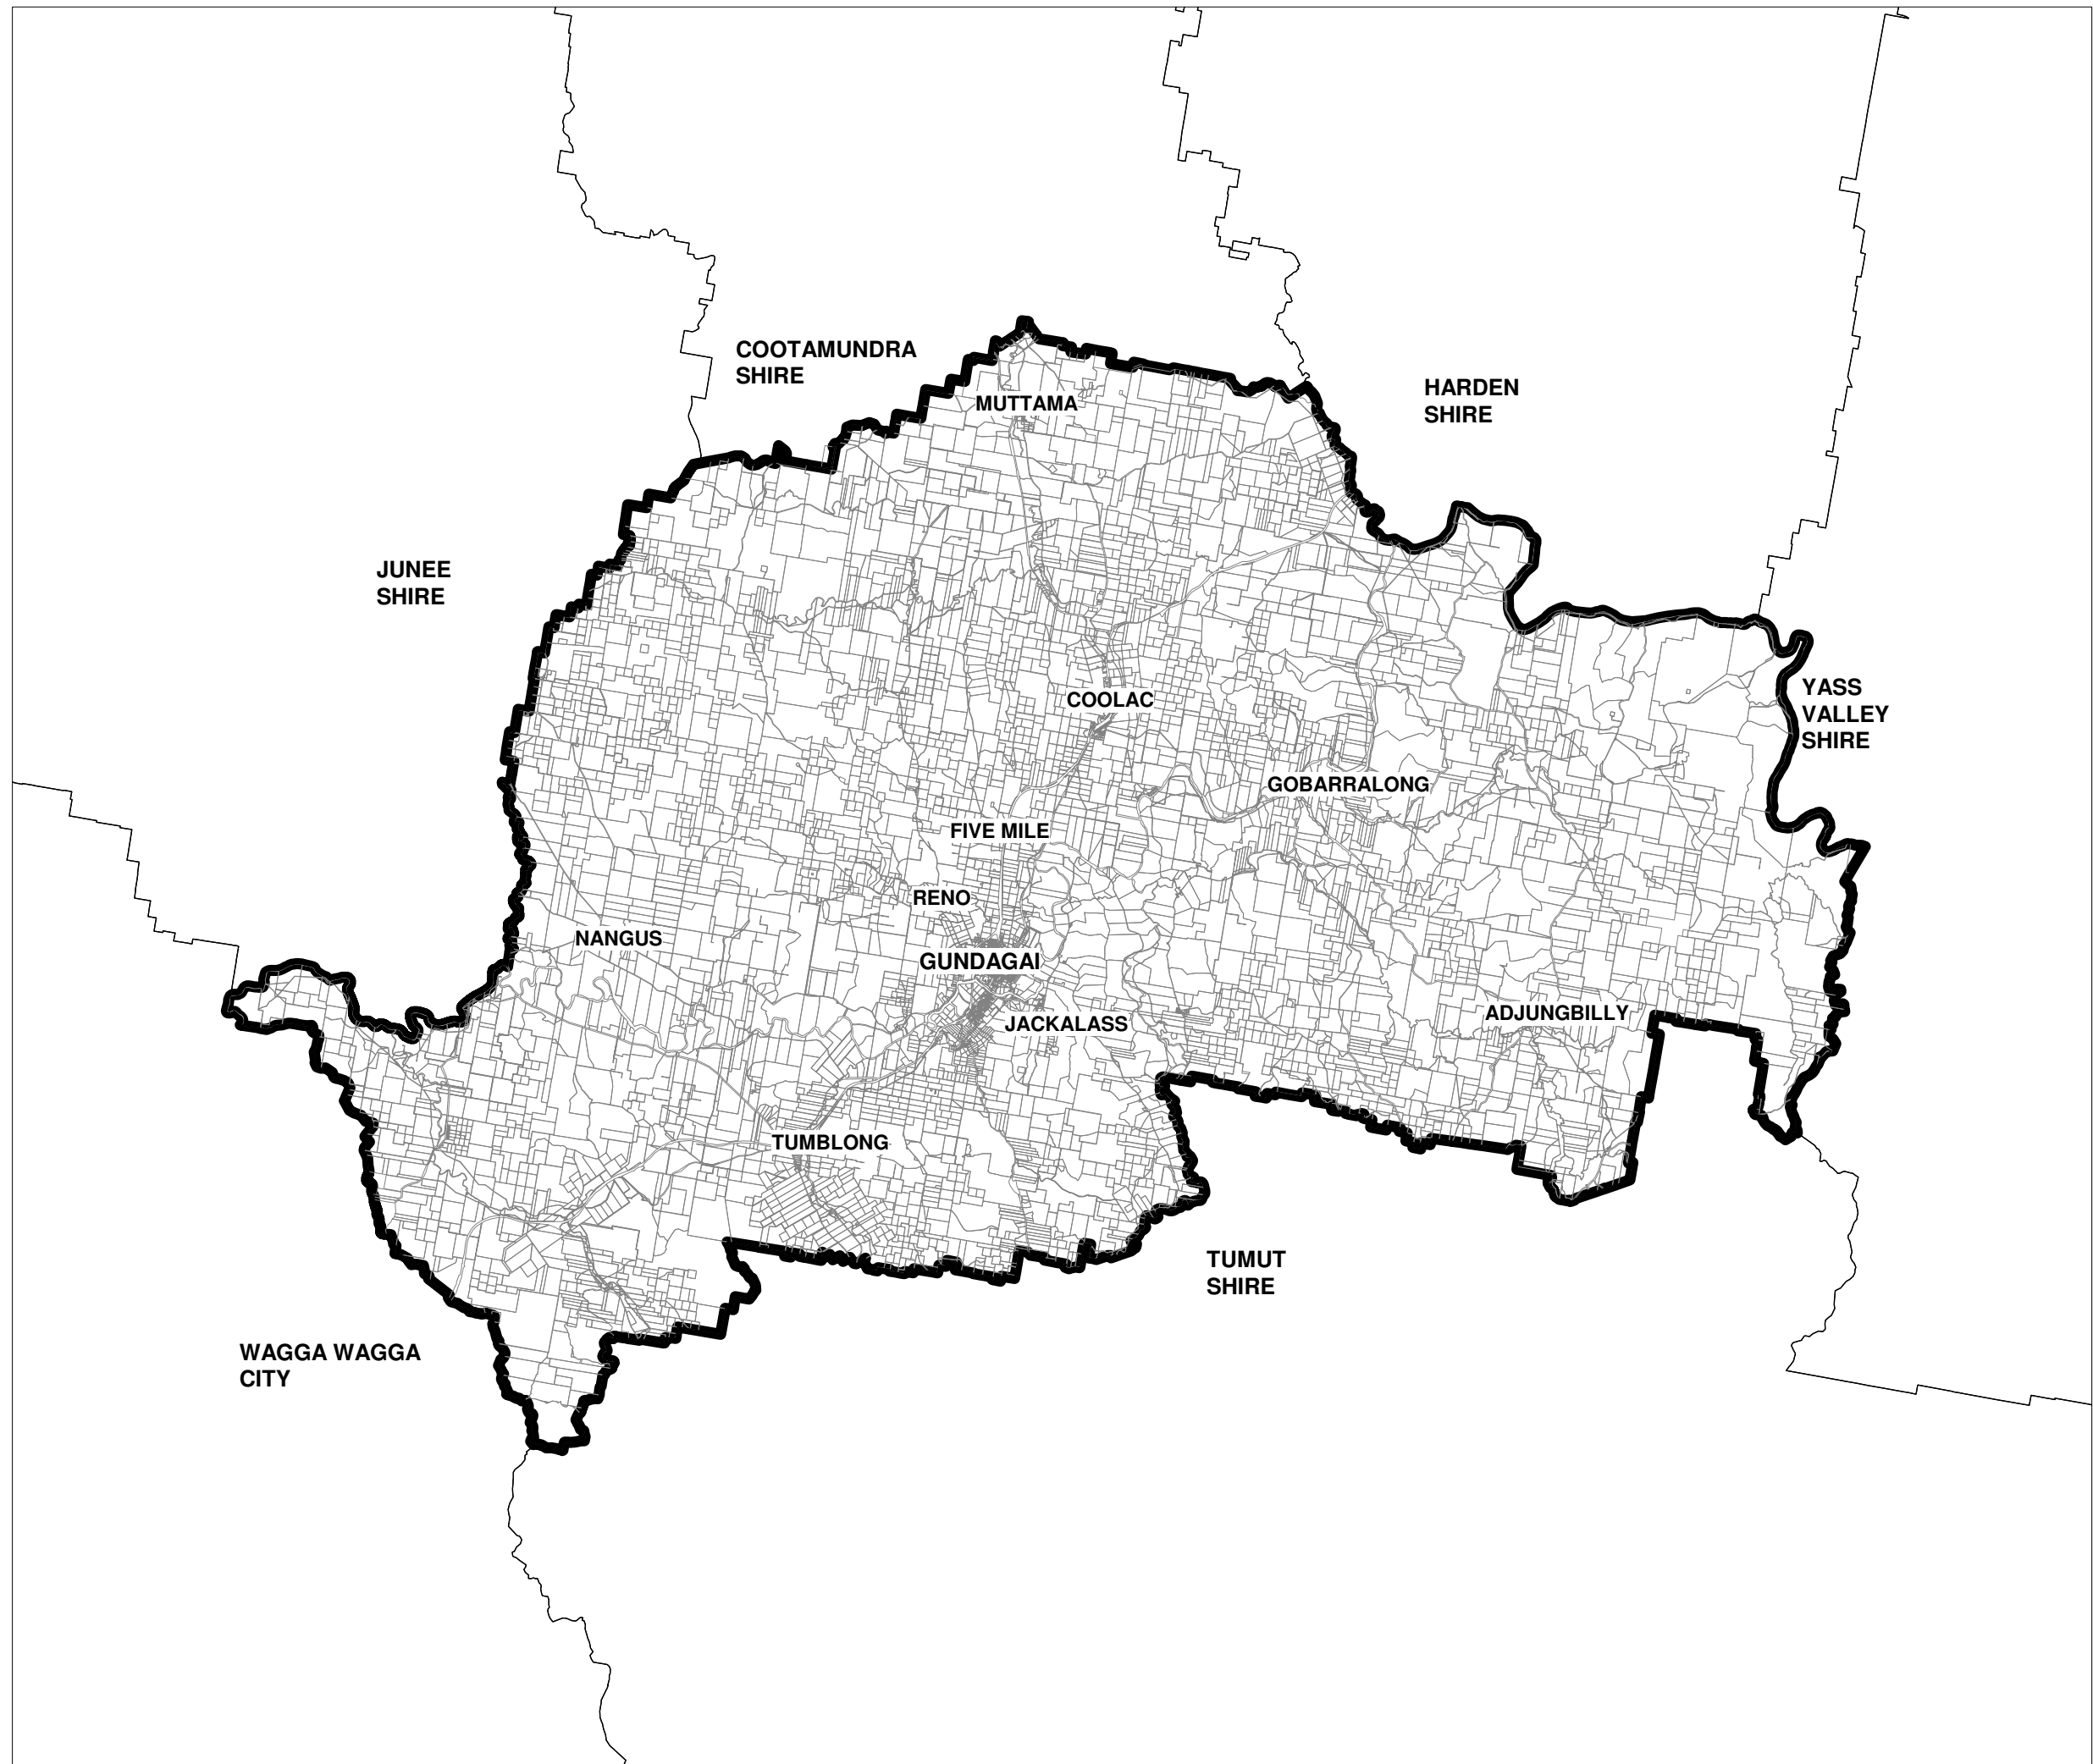 COOTAMUNDRA
SHIRE
HARDEN
SHIRE
MUTTAMA
JUNEE
SHIRE
YASS
VALLEY
SHIRE
COOLAC
GOBARRALONG
FIVE MILE
RENO
NANGUS
GUNDAGAI
ADJUNGBILLY
JACKALASS
TUMBLONG
TUMUT
SHIRE
WAGGA WAGGA
CITY